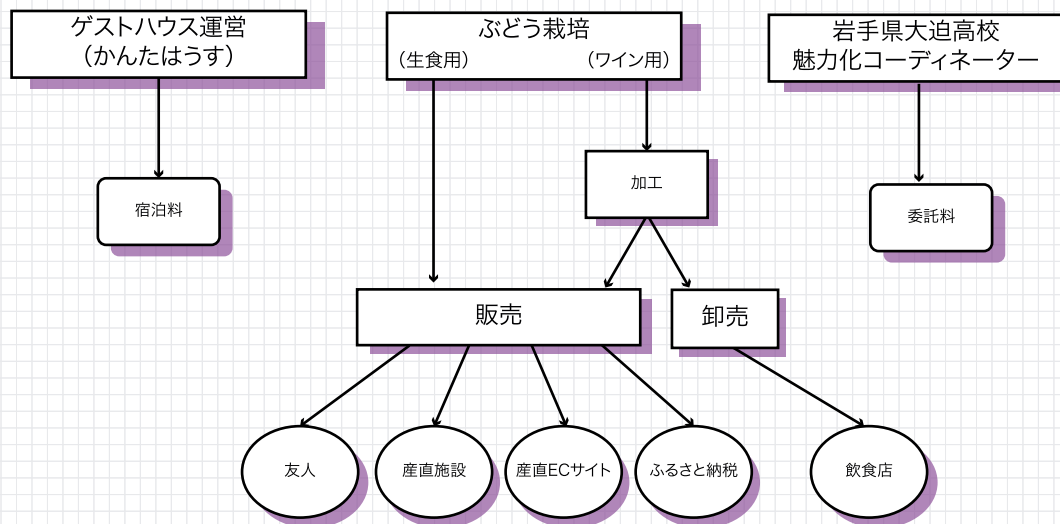 ゲストハウス運営
(かんたはうす)
ぶどう栽培
(生食用)
(ワイン用)
岩手県大迫高校
魅力化コーディネーター
宿泊料
加工
委託料
販売
卸売
友人
産直施設
産直ECサイト
ふるさと納税
飲食店